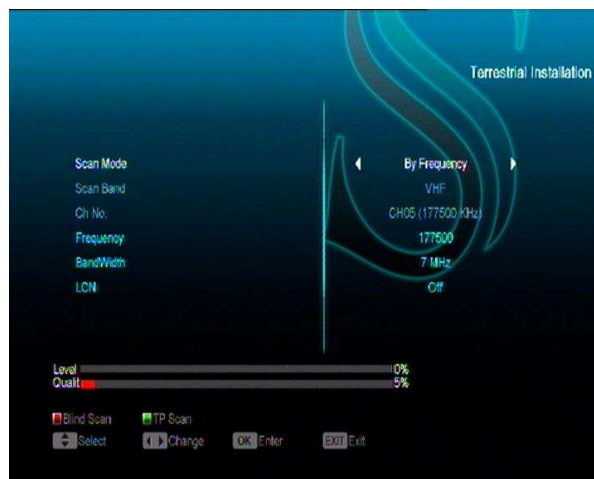 Terrestrial Installation
Scan Mode By Frequency
Scan Band VHF
Ch No. CH05 (177500 KHz)
Frequency 177500
BandWidth 7 MHz
LCN Off
Level 0%
Qualit 5%
Blind Scan TP Scan
Select Change OK Enter EXIT Exit